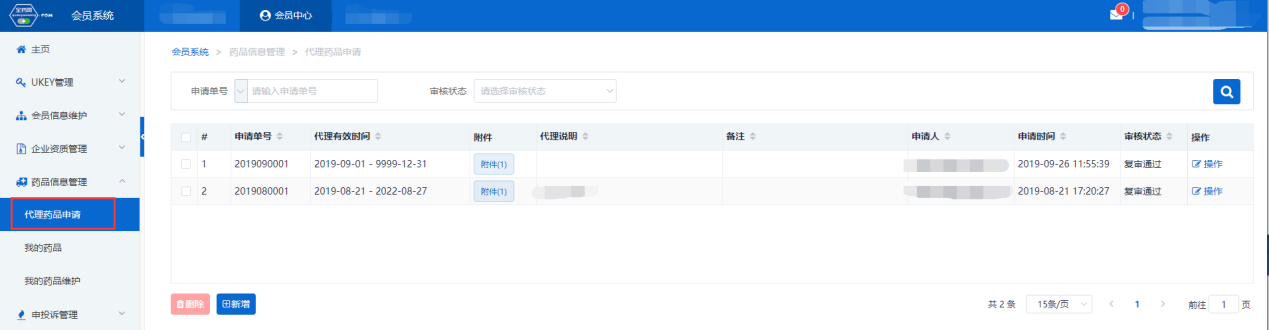 全药网
.COM
会员系统
会员中心
0
主页
UKEY管理
会员信息维护
企业资质管理
药品信息管理
代理药品申请
我的药品
我的药品维护
申投诉管理
会员系统 > 药品信息管理 > 代理药品申请
申请单号 请输入申请单号 审核状态 请选择审核状态
# 申请单号 代理有效时间 附件 代理说明 备注 申请人 申请时间 审核状态 操作
1 2019090001 2019-09-01 - 9999-12-31 附件(1) 2019-09-26 11:55:39 复审通过 操作
2 2019080001 2019-08-21 - 2022-08-27 附件(1) 2019-08-21 17:20:27 复审通过 操作
删除 新增 共 2 条 15条/页 < 1 > 前往 1 页